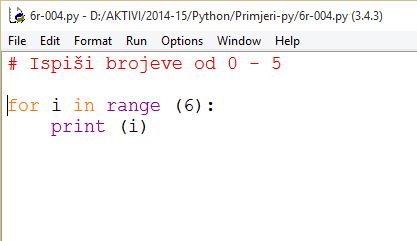 6r-004.py - D:/AKTIVI/2014-15/Python/Primjeri-py/6r-004.py (3.4.3)
File Edit Format Run Options Window Help
# Ispiši brojeve od 0 - 5
for i in range (6):
    print (i)